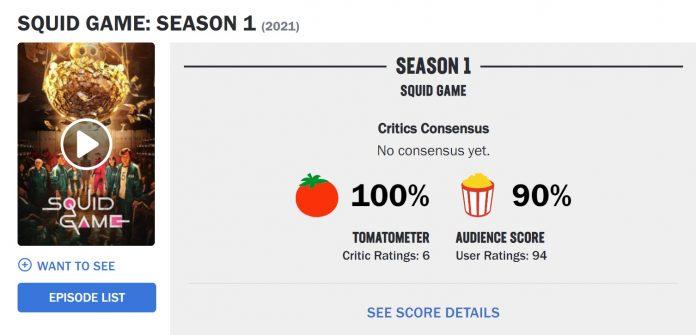 SQUID GAME: SEASON 1 (2021)
SQUID
GAME
WANT TO SEE
EPISODE LIST
SEASON 1
SQUID GAME
Critics Consensus
No consensus yet.
100% 90%
TOMATOMETER AUDIENCE SCORE
Critic Ratings: 6 User Ratings: 94
SEE SCORE DETAILS